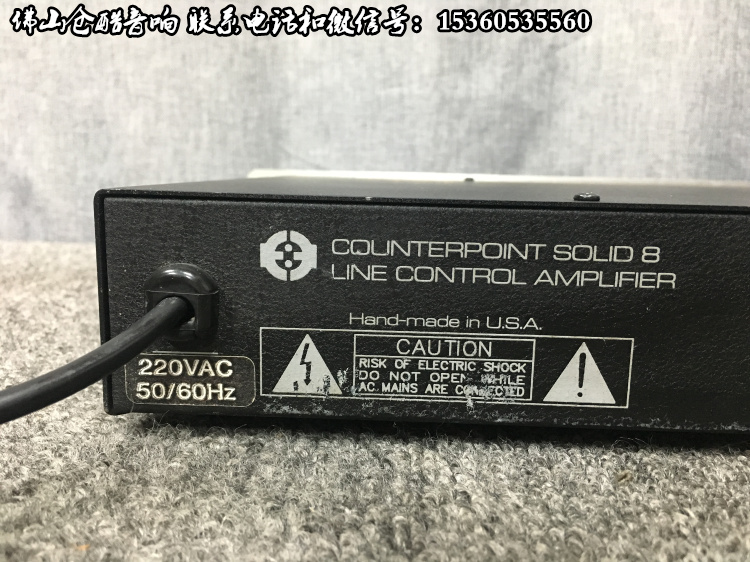 佛山仓酷音响 联系电话和微信号：15360535560
COUNTERPOINT SOLID 8
LINE CONTROL AMPLIFIER
Hand-made in U.S.A.
CAUTION
RISK OF ELECTRIC SHOCK
DO NOT OPEN WHILE
AC MAINS ARE CONNECTED
220VAC
50/60Hz